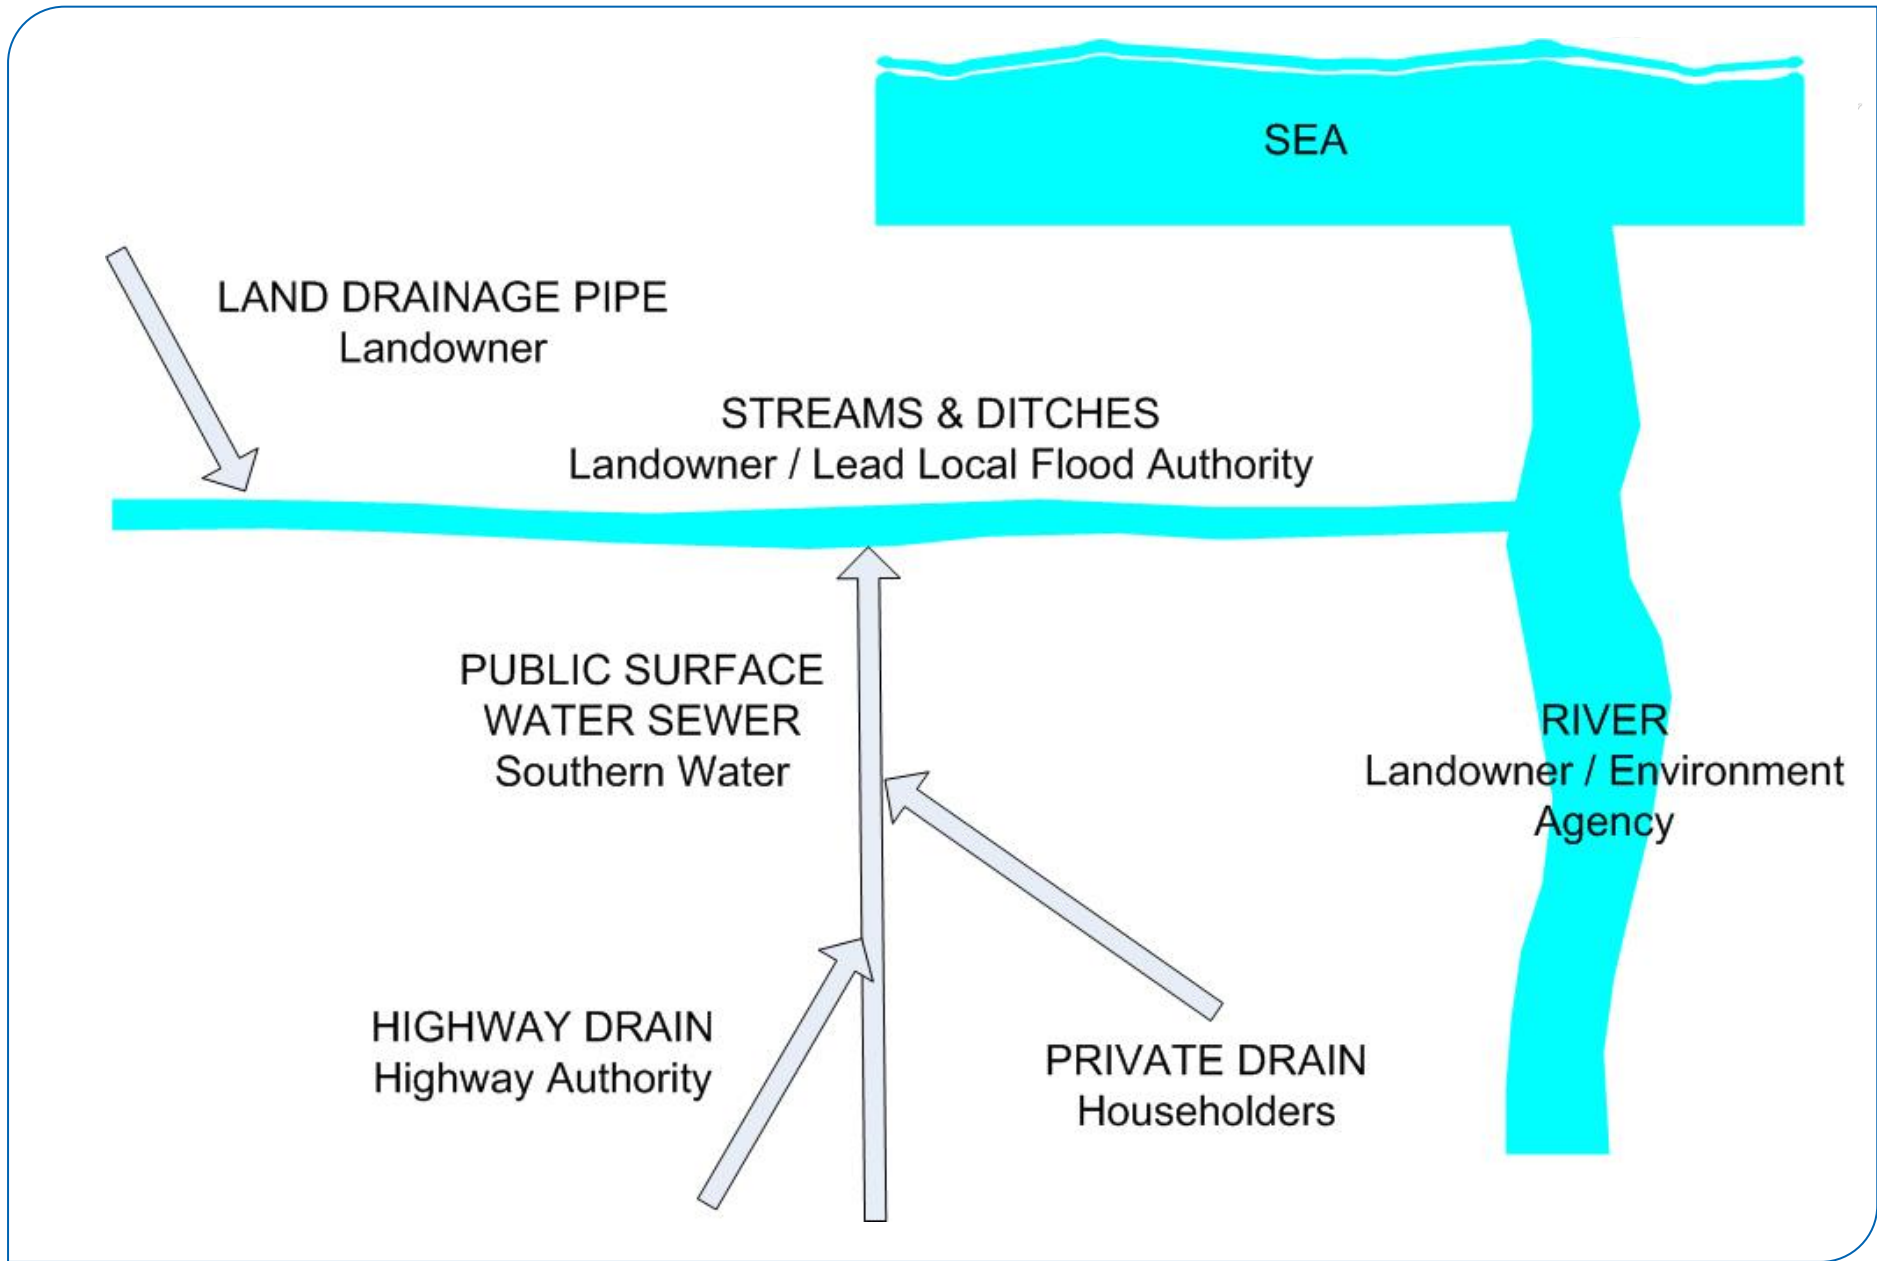 SEA
LAND DRAINAGE PIPE
Landowner
STREAMS & DITCHES
Landowner / Lead Local Flood Authority
PUBLIC SURFACE
WATER SEWER
Southern Water
RIVER
Landowner / Environment
Agency
HIGHWAY DRAIN
Highway Authority
PRIVATE DRAIN
Householders